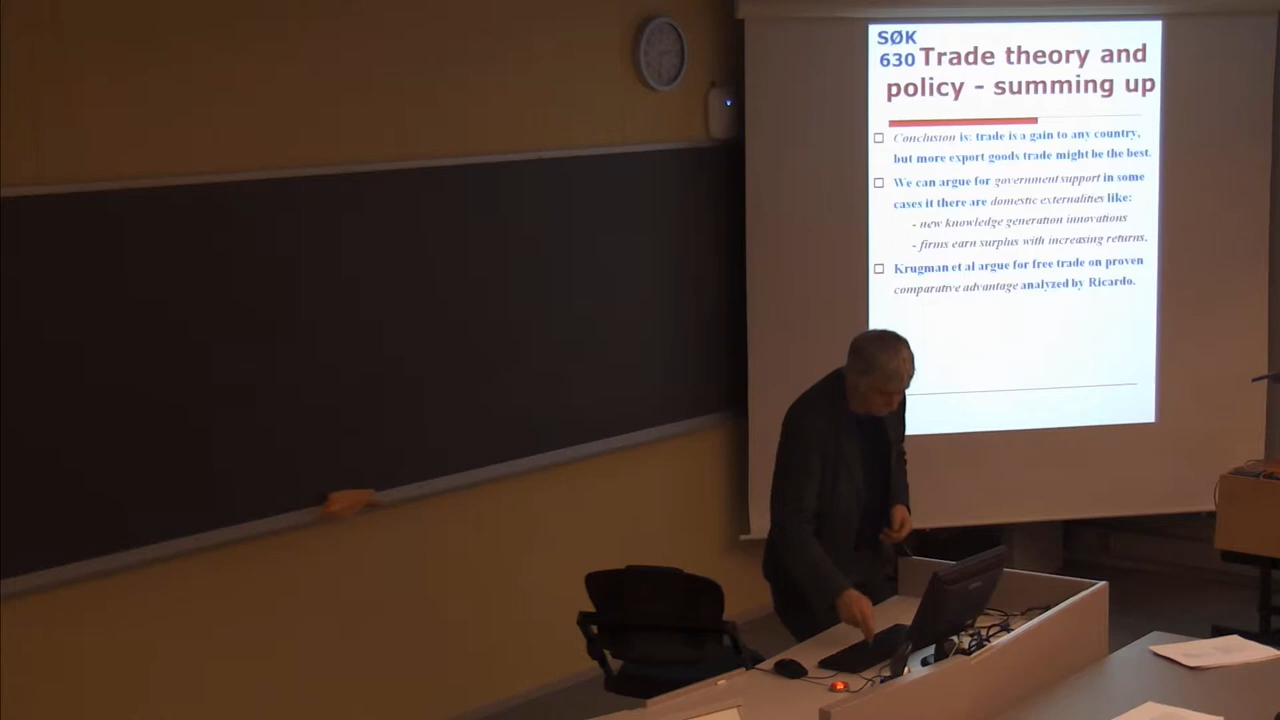 SØK
630 Trade theory and
policy - summing up
Conclusion is: trade is a gain to any country,
but more export goods trade might be the best.
We can argue for government support in some
cases it there are domestic externalities like:
- new knowledge generation innovations
- firms earn surplus with increasing returns.
Krugman et al argue for free trade on proven
comparative advantage analyzed by Ricardo.